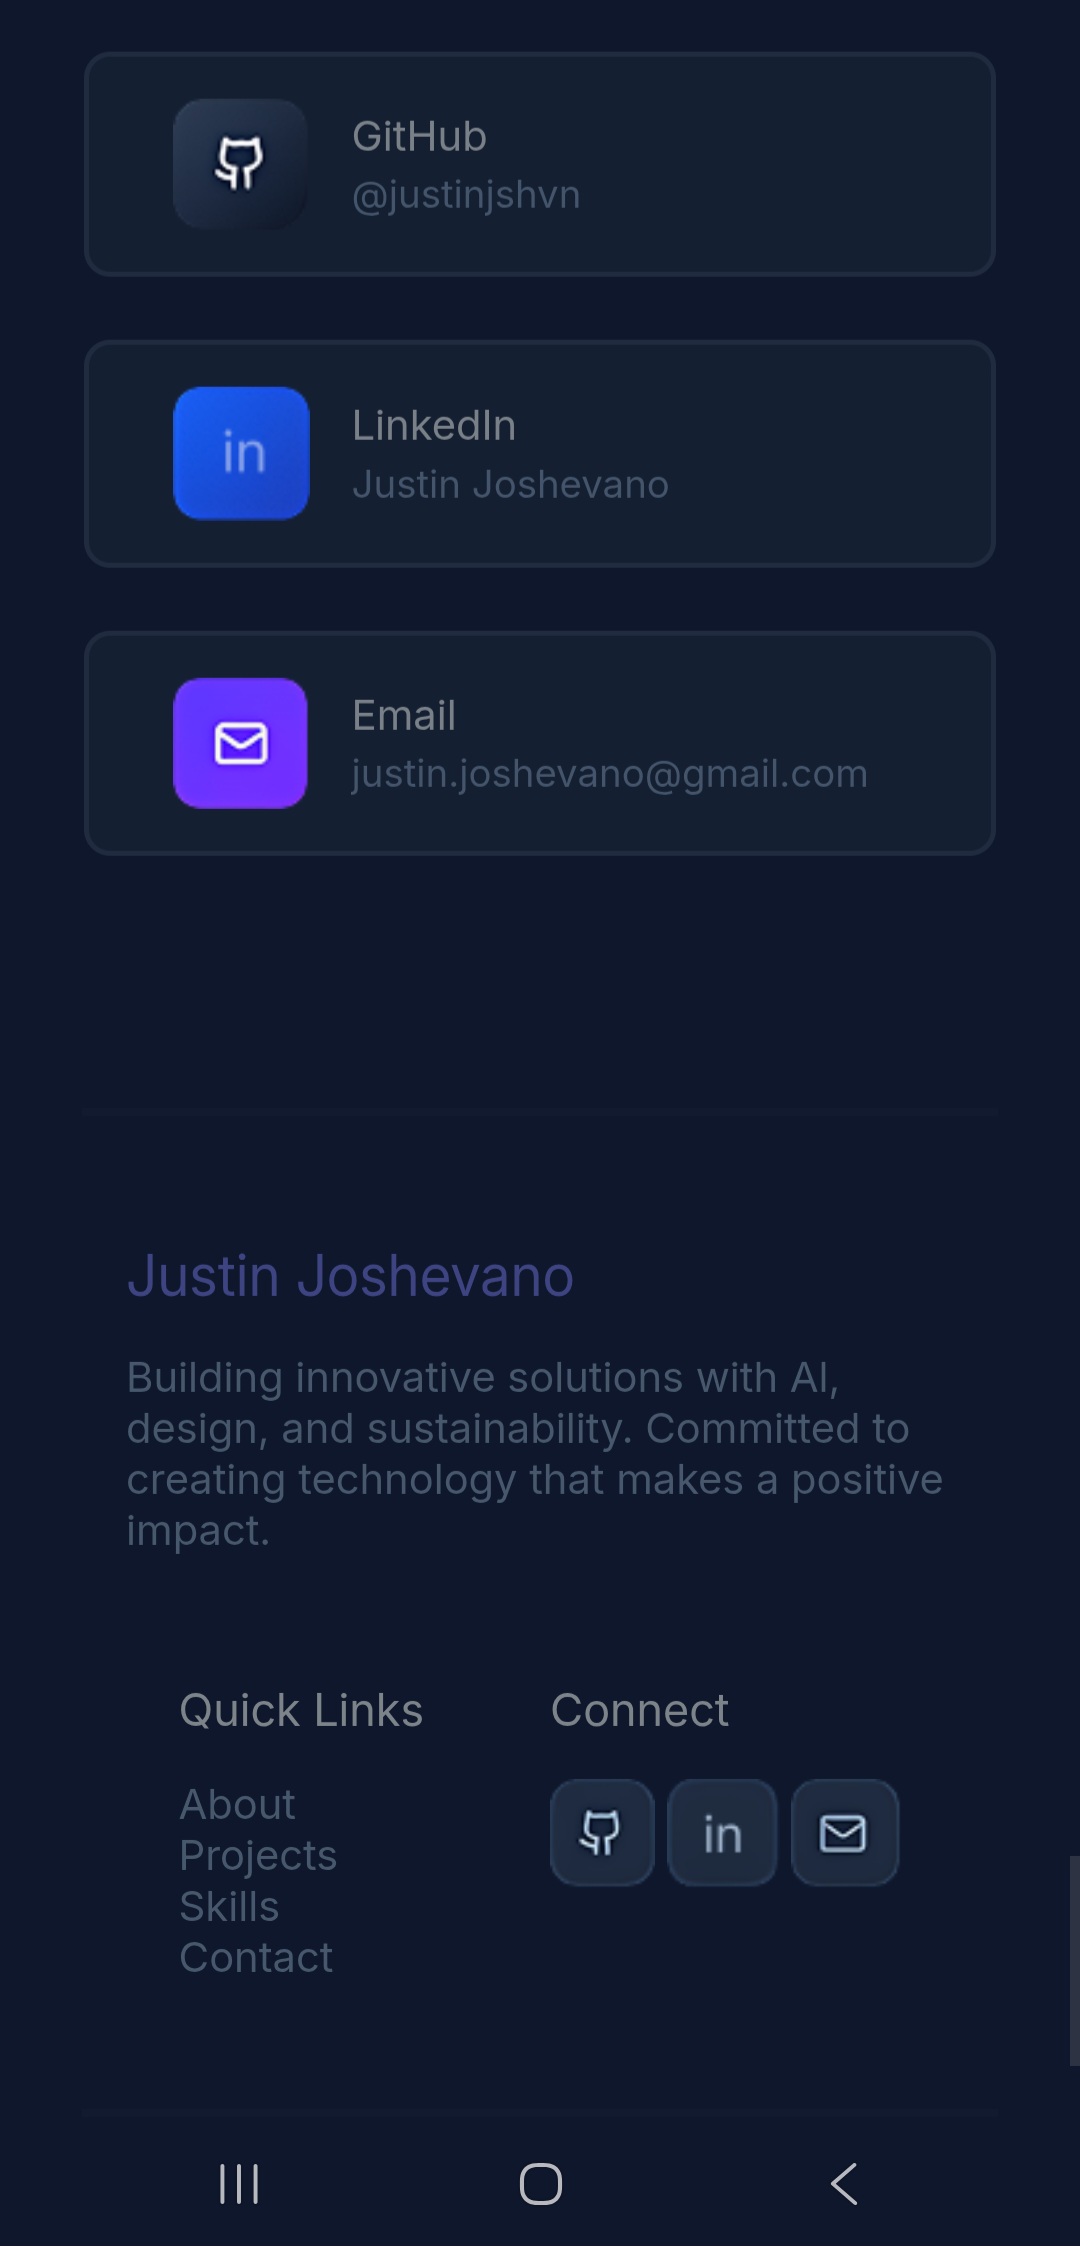 GitHub
@justinjshvn
in
LinkedIn
Justin Joshevano
Email
justin.joshevano@gmail.com
Justin Joshevano
Building innovative solutions with AI,
design, and sustainability. Committed to
creating technology that makes a positive
impact.
Quick Links
About
Projects
Skills
Contact
Connect
in